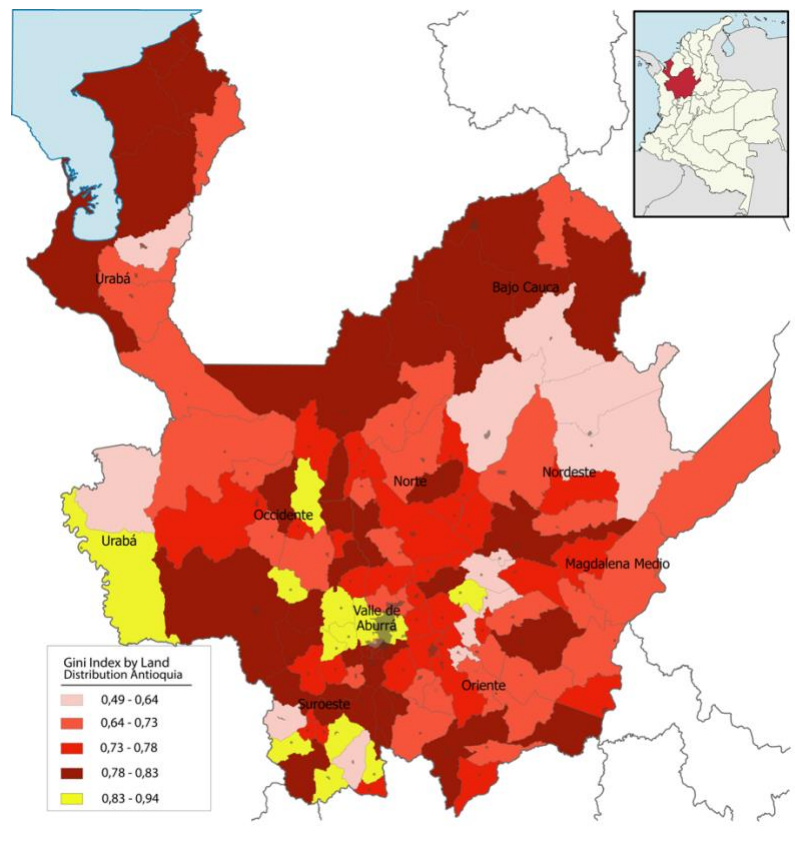 Urabá
Bajo Cauca
Norte
Nordeste
Occidente
Urabá
Magdalena Medio
Valle de
Aburrá
Oriente
Suroeste
Gini Index by Land
Distribution Antioquia
0,49 - 0,64
0,64 - 0,73
0,73 - 0,78
0,78 - 0,83
0,83 - 0,94